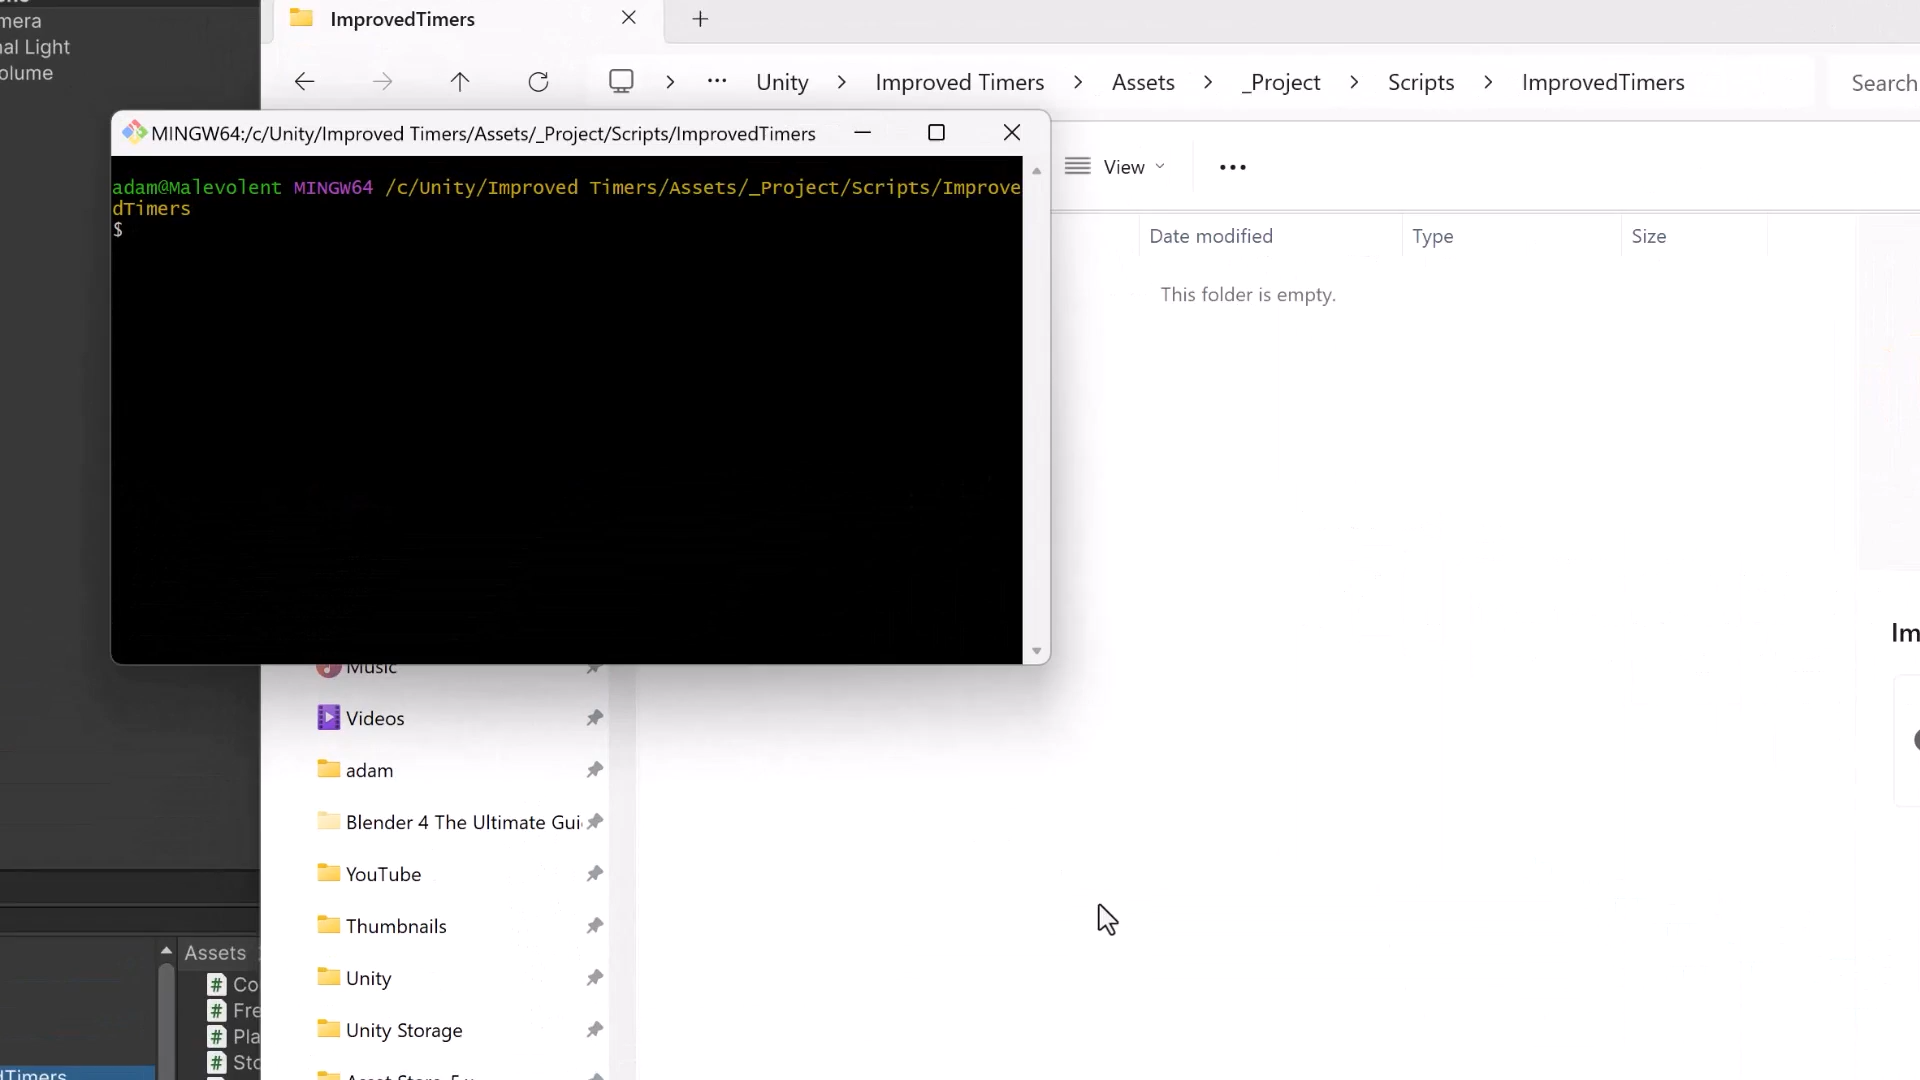 mera
nal Light
olume
ImprovedTimers
... Unity > Improved Timers > Assets > _Project > Scripts > ImprovedTimers
Search
MINGW64:/c/Unity/Improved Timers/Assets/_Project/Scripts/ImprovedTimers
adam@Malevolent MINGW64 /c/Unity/Improved Timers/Assets/_Project/Scripts/Improve
dTimers
$
View
Date modified Type Size
This folder is empty.
Im
Music
Videos
adam
Blender 4 The Ultimate Gui
YouTube
Thumbnails
Unity
Unity Storage
Assets
# Co
# Fre
# Pla
# Sto
dTimers